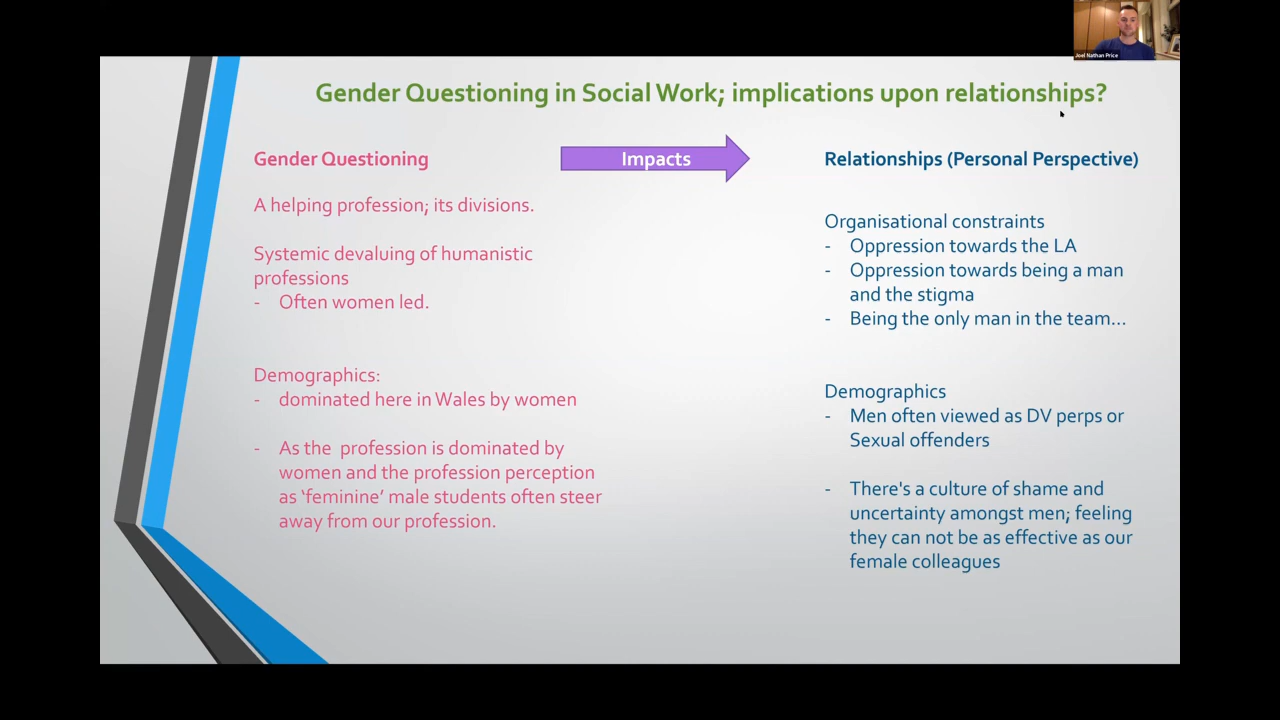 Joel Nathan Price
Gender Questioning in Social Work; implications upon relationships?
Gender Questioning
Impacts
Relationships (Personal Perspective)
A helping profession; its divisions.
Systemic devaluing of humanistic
professions
- Often women led.
Demographics:
- dominated here in Wales by women
- As the profession is dominated by
women and the profession perception
as ‘feminine’ male students often steer
away from our profession.
Organisational constraints
- Oppression towards the LA
- Oppression towards being a man
and the stigma
- Being the only man in the team...
Demographics
- Men often viewed as DV perps or
Sexual offenders
- There's a culture of shame and
uncertainty amongst men; feeling
they can not be as effective as our
female colleagues